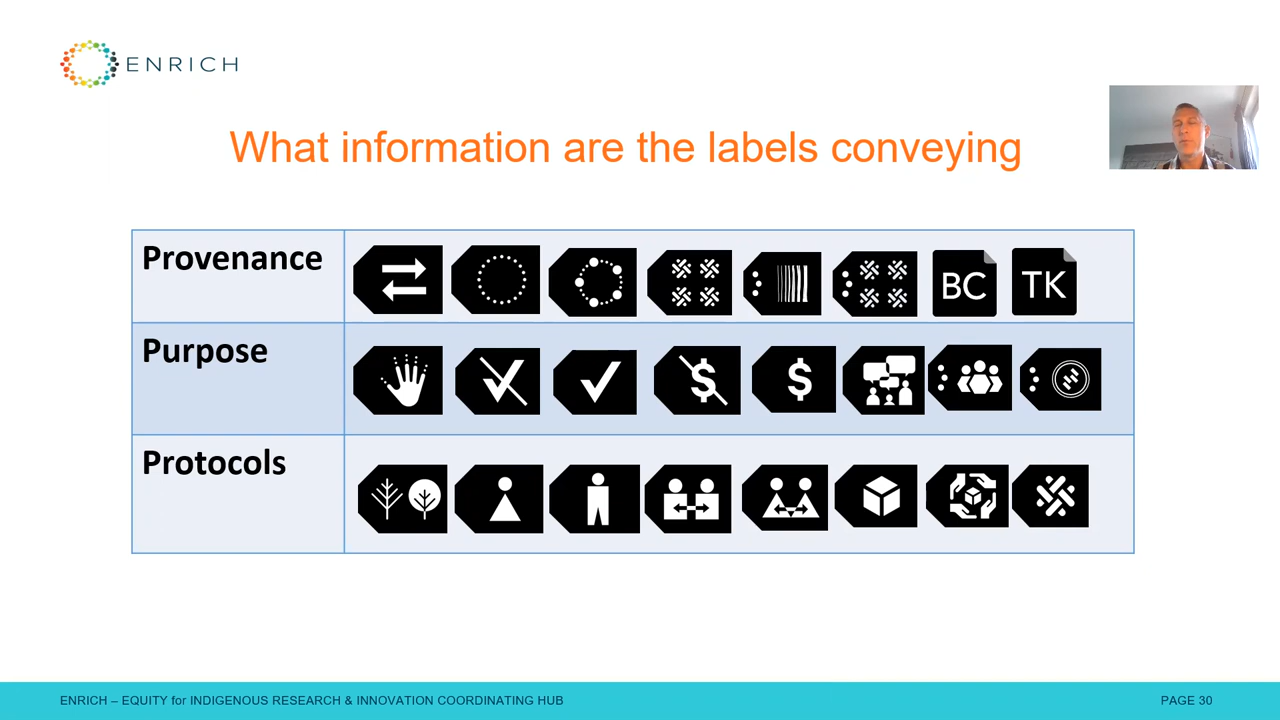 ENRICH
What information are the labels conveying
Provenance
BC
TK
Purpose
$
$
Protocols
ENRICH – EQUITY for INDIGENOUS RESEARCH & INNOVATION COORDINATING HUB
PAGE 30